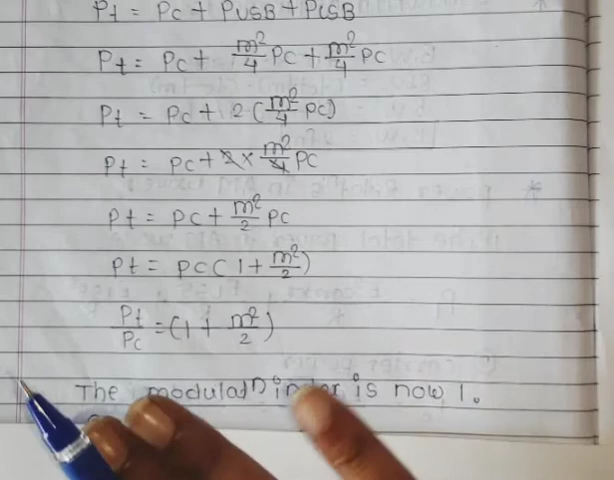 Pt = Pc + PUSB + PLSB
Pt = Pc + m²/4 Pc + m²/4 Pc
Pt = Pc + 2 (m²/4 Pc)
Pt = Pc + 2 × m²/4 Pc
Pt = Pc + m²/2 Pc
Pt = Pc (1 + m²/2)
Pt/Pc = (1 + m²/2)
The is now 1.